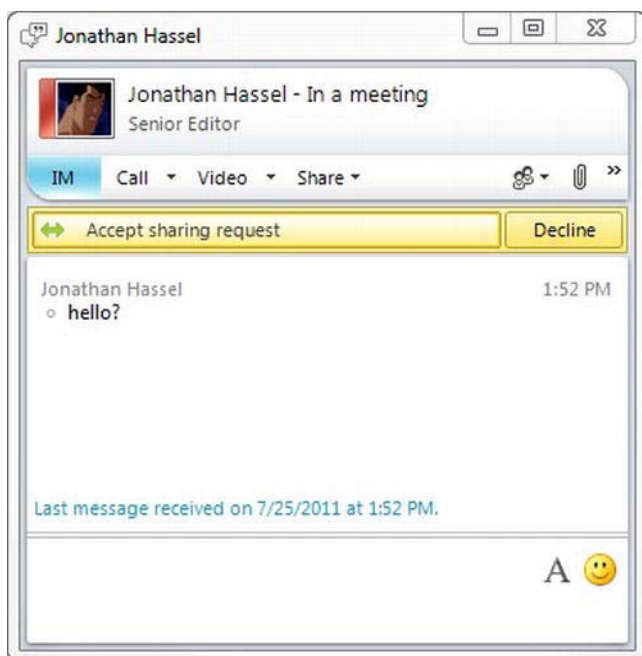 Jonathan Hassel
Jonathan Hassel - In a meeting
Senior Editor
IM Call Video Share
Accept sharing request Decline
Jonathan Hassel 1:52 PM
hello?
Last message received on 7/25/2011 at 1:52 PM.
A